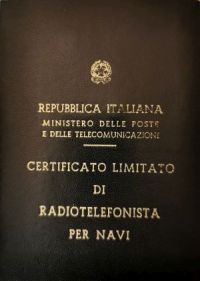 REPUBBLICA ITALIANA
MINISTERO DELLE POSTE
E DELLE TELECOMUNICAZIONI
CERTIFICATO LIMITATO
DI
RADIOTELEFONISTA
PER NAVI